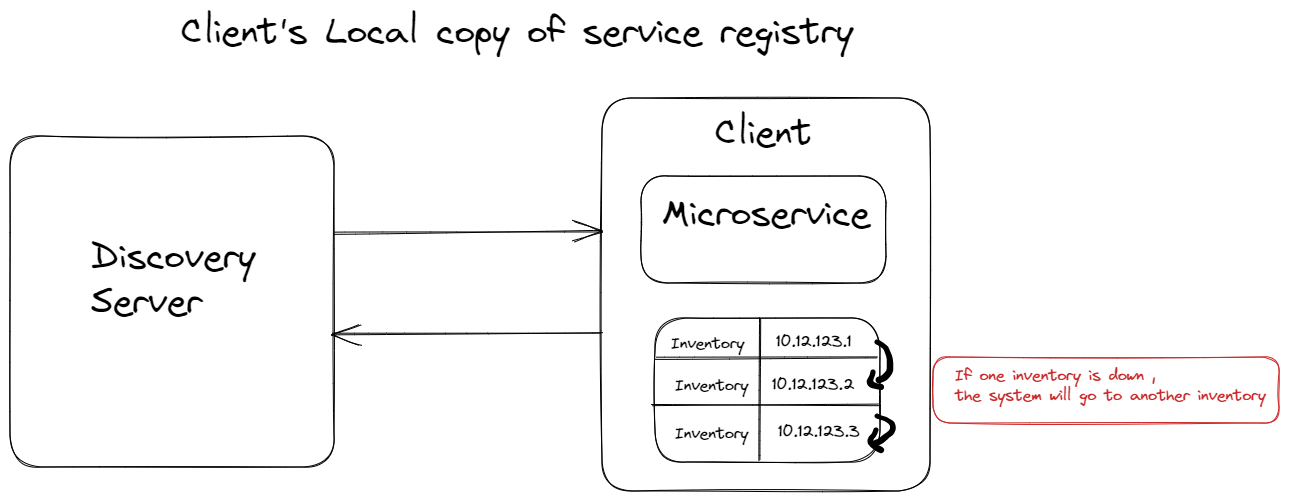 Client's Local copy of service registry
Client
Microservice
Discovery
Server
Inventory 10.12.123.1
Inventory 10.12.123.2
Inventory 10.12.123.3
If one inventory is down ,
the system will go to another inventory